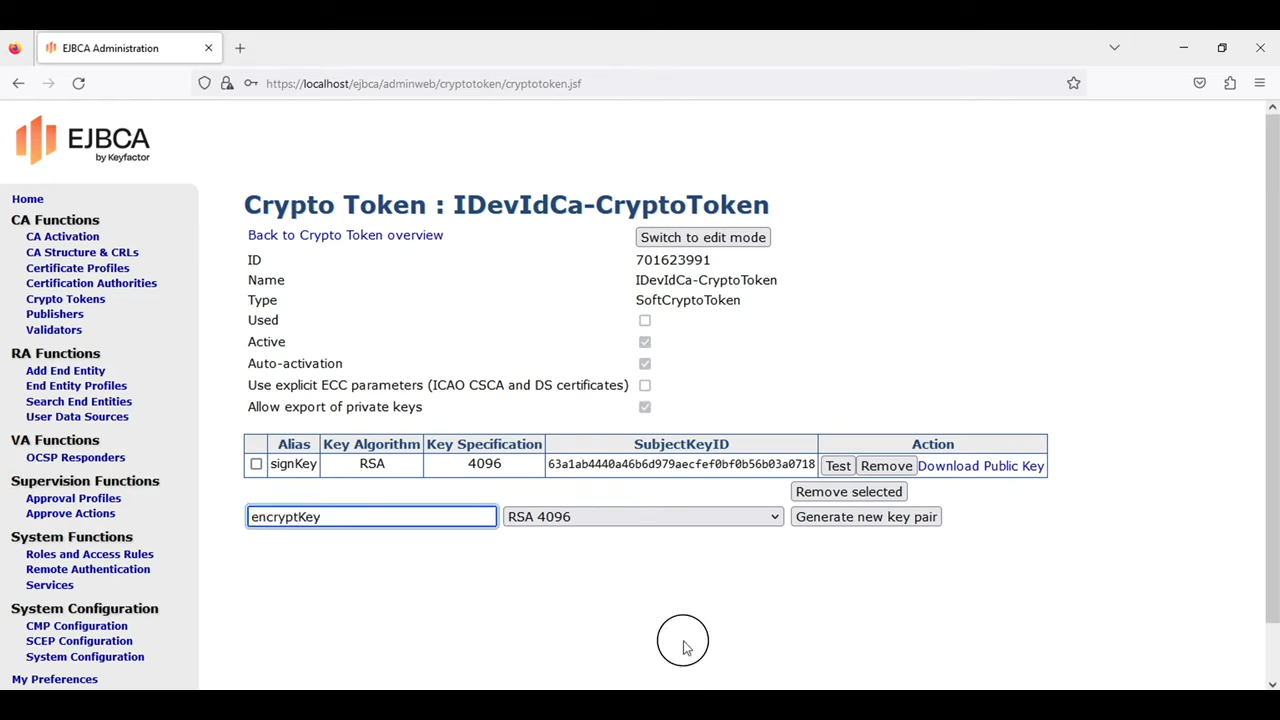 EJBCA Administration
https://localhost/ejbca/adminweb/cryptotoken/cryptotoken.jsf
EJBCA
by Keyfactor
Home
CA Functions
CA Activation
CA Structure & CRLs
Certificate Profiles
Certification Authorities
Crypto Tokens
Publishers
Validators
RA Functions
Add End Entity
End Entity Profiles
Search End Entities
User Data Sources
VA Functions
OCSP Responders
Supervision Functions
Approval Profiles
Approve Actions
System Functions
Roles and Access Rules
Remote Authentication
Services
System Configuration
CMP Configuration
SCEP Configuration
System Configuration
My Preferences
Crypto Token : IDevIdCa-CryptoToken
Back to Crypto Token overview Switch to edit mode
ID 701623991
Name IDevIdCa-CryptoToken
Type SoftCryptoToken
Used
Active
Auto-activation
Use explicit ECC parameters (ICAO CSCA and DS certificates)
Allow export of private keys
Alias Key Algorithm Key Specification SubjectKeyID Action
signKey RSA 4096 63a1ab4440a46b6d979aecfef0bf0b56b03a0718 Test Remove Download Public Key
Remove selected
encryptKey RSA 4096 Generate new key pair